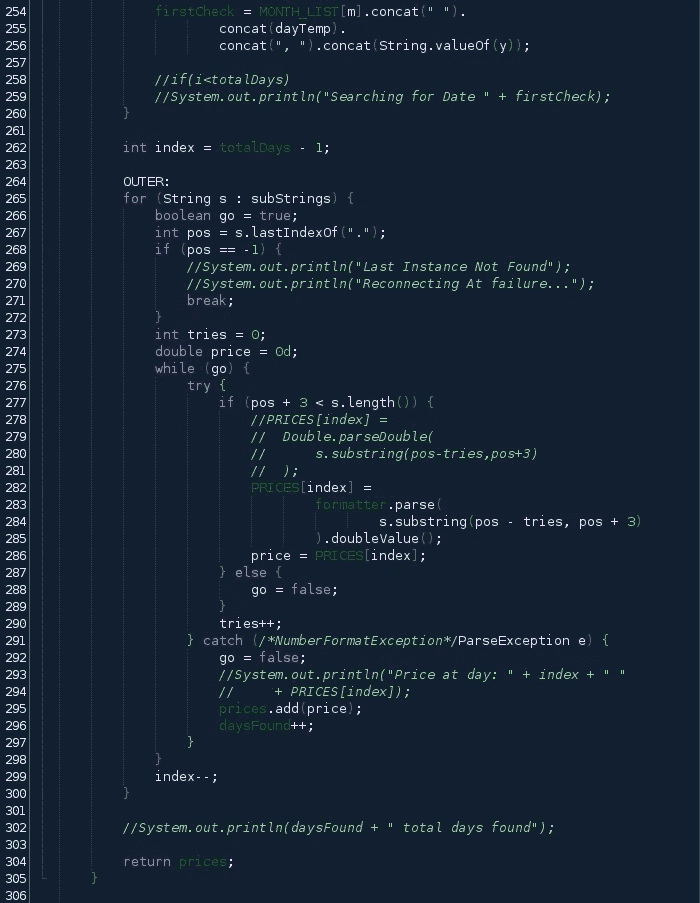 254 firstCheck = MONTH_LIST[m].concat(" ").
255 concat(dayTemp).
256 concat(", ").concat(String.valueOf(y));
257
258 //if(i<totalDays)
259 //System.out.println("Searching for Date " + firstCheck);
260 }
261
262 int index = totalDays - 1;
263
264 OUTER:
265 for (String s : subStrings) {
266 boolean go = true;
267 int pos = s.lastIndexOf(".");
268 if (pos == -1) {
269 //System.out.println("Last Instance Not Found");
270 //System.out.println("Reconnecting At failure...");
271 break;
272 }
273 int tries = 0;
274 double price = 0d;
275 while (go) {
276 try {
277 if (pos + 3 < s.length()) {
278 //PRICES[index] =
279 //  Double.parseDouble(
280 //      s.substring(pos-tries,pos+3)
281 //  );
282 PRICES[index] =
283 formatter.parse(
284 s.substring(pos - tries, pos + 3)
285 ).doubleValue();
286 price = PRICES[index];
287 } else {
288 go = false;
289 }
290 tries++;
291 } catch (/*NumberFormatException*/ParseException e) {
292 go = false;
293 //System.out.println("Price at day: " + index + " "
294 //     + PRICES[index]);
295 prices.add(price);
296 daysFound++;
297 }
298 }
299 index--;
300 }
301
302 //System.out.println(daysFound + " total days found");
303
304 return prices;
305 }
306